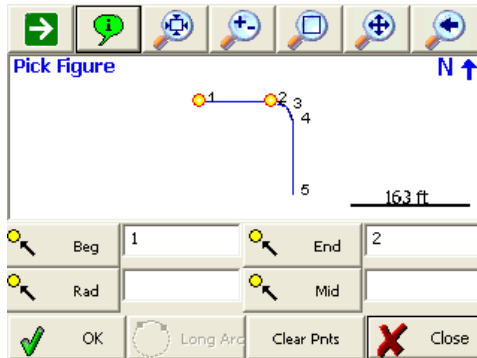 Pick Figure N
1 2 3
4
5
163 ft
Beg 1 End 2
Rad Mid
OK Long Arc Clear Pnts Close